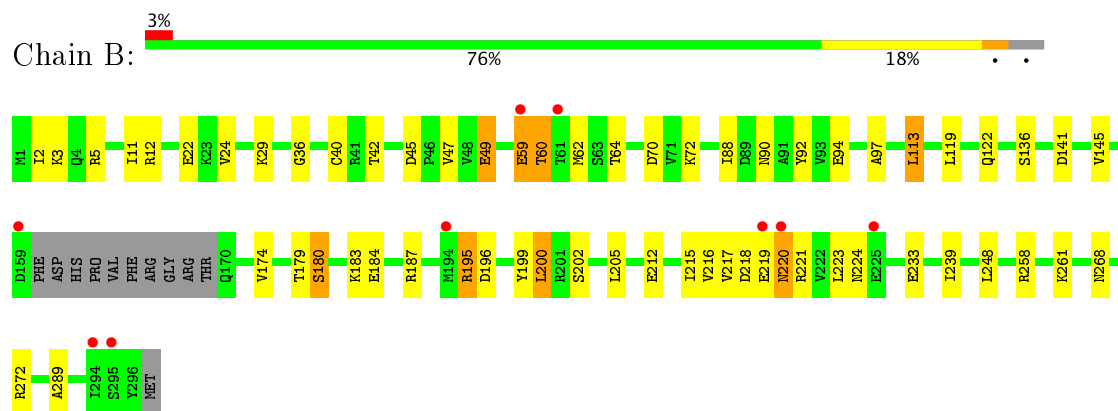 3%
Chain B:
76% 18% • •
M1 I2 K3 Q4 R5 I11 R12 E22 K23 V24 K29 G36 C40 R41 T42 D45 P46 V47 V48 E49 E59 T60 T61 M62 S63 T64 D70 V71 K72 I88 D89 N90 A91 Y92 V93 E94 A97 L113 L119 Q122 S136 D141 V145
D159 PHE ASP HIS PRO VAL PHE ARG GLY ARG THR Q170 V174 T179 S180 K183 E184 R187 M194 R195 D196 Y199 L200 R201 S202 L205 E212 I215 V216 V217 D218 E219 N220 R221 V222 L223 N224 E225 E233 I239 L248 R258 K261 N268
R272 A289 I294 S295 Y296 MET